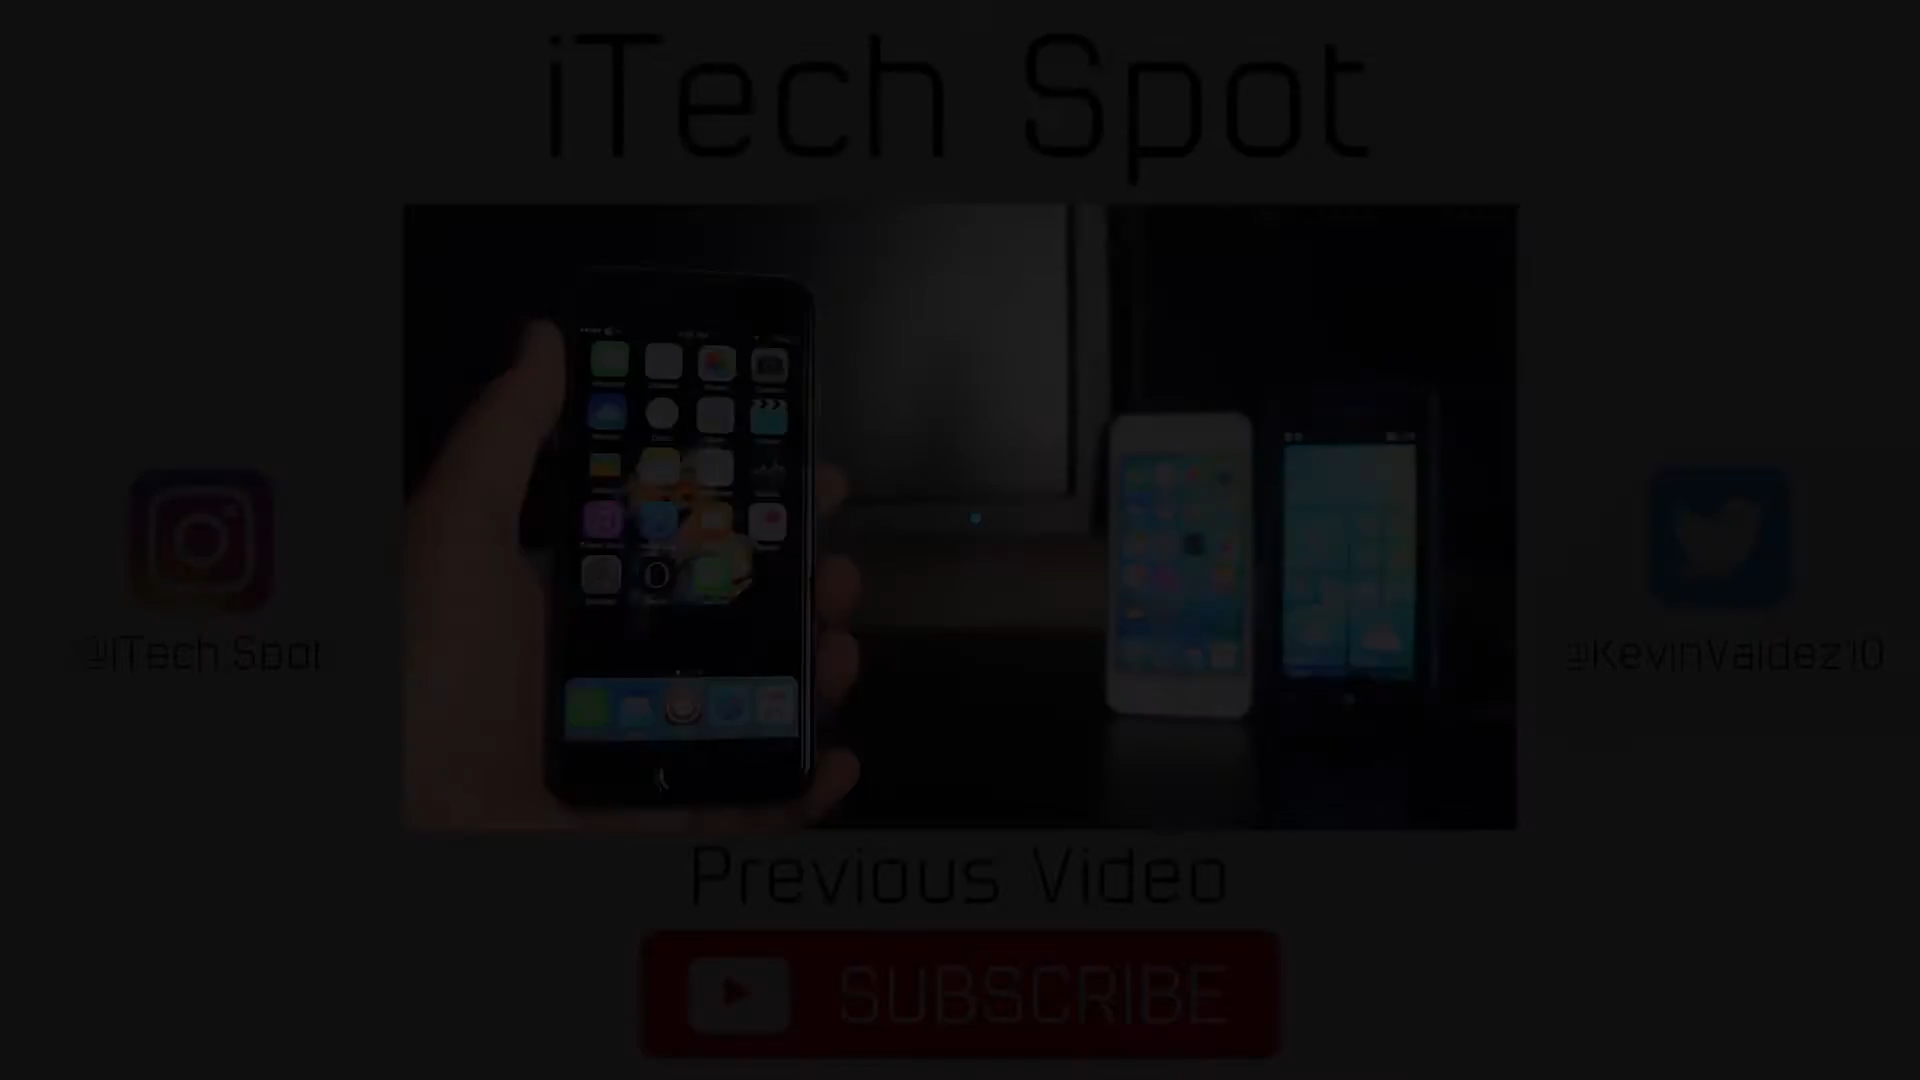 iTech Spot
@iTech.Spot
@KevinValdez10
Previous Video
SUBSCRIBE